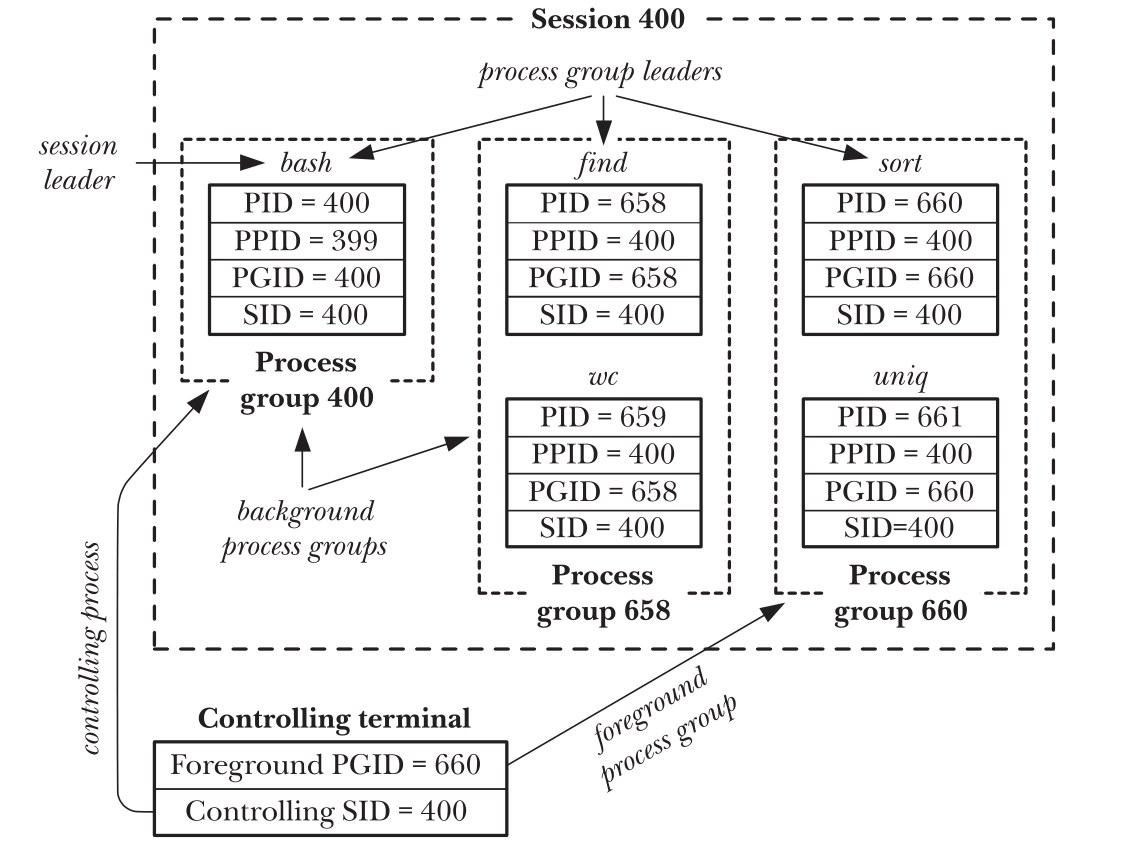 Session 400
process group leaders
session
leader
bash
PID = 400
PPID = 399
PGID = 400
SID = 400
Process
group 400
find
PID = 658
PPID = 400
PGID = 658
SID = 400
wc
PID = 659
PPID = 400
PGID = 658
SID = 400
Process
group 658
sort
PID = 660
PPID = 400
PGID = 660
SID = 400
uniq
PID = 661
PPID = 400
PGID = 660
SID=400
Process
group 660
background
process groups
controlling process
Controlling terminal
Foreground PGID = 660
Controlling SID = 400
foreground
process group